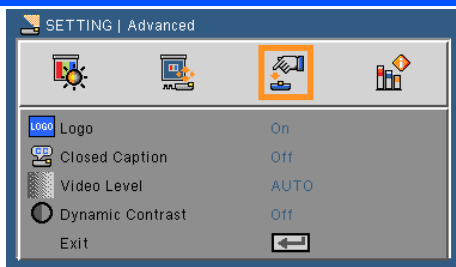 SETTING | Advanced
LOGO Logo On
Closed Caption Off
Video Level AUTO
Dynamic Contrast Off
Exit